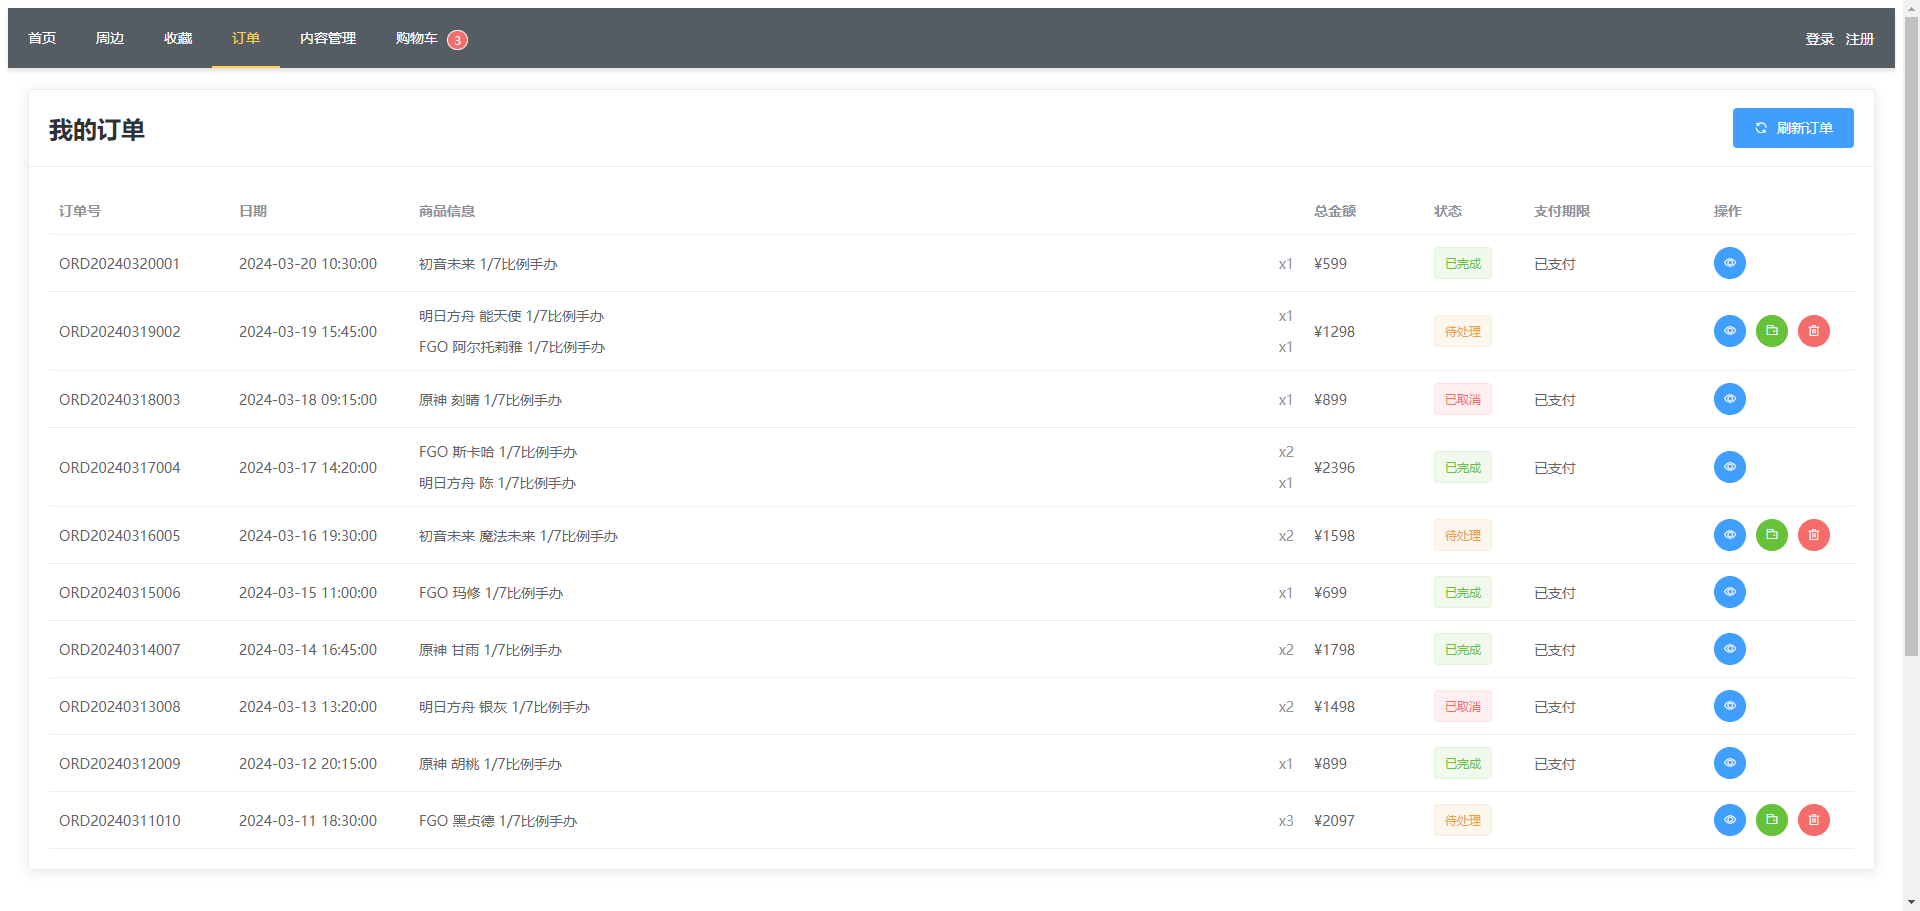 首页 周边 收藏 订单 内容管理 购物车 3 登录 注册
我的订单 刷新订单
订单号 日期 商品信息 总金额 状态 支付期限 操作
ORD20240320001 2024-03-20 10:30:00 初音未来 1/7比例手办 x1 ¥599 已完成 已支付
ORD20240319002 2024-03-19 15:45:00 明日方舟 能天使 1/7比例手办 x1 ¥1298 待处理
FGO 阿尔托莉雅 1/7比例手办 x1
ORD20240318003 2024-03-18 09:15:00 原神 刻晴 1/7比例手办 x1 ¥899 已取消 已支付
ORD20240317004 2024-03-17 14:20:00 FGO 斯卡哈 1/7比例手办 x2 ¥2396 已完成 已支付
明日方舟 陈 1/7比例手办 x1
ORD20240316005 2024-03-16 19:30:00 初音未来 魔法未来 1/7比例手办 x2 ¥1598 待处理
ORD20240315006 2024-03-15 11:00:00 FGO 玛修 1/7比例手办 x1 ¥699 已完成 已支付
ORD20240314007 2024-03-14 16:45:00 原神 甘雨 1/7比例手办 x2 ¥1798 已完成 已支付
ORD20240313008 2024-03-13 13:20:00 明日方舟 银灰 1/7比例手办 x2 ¥1498 已取消 已支付
ORD20240312009 2024-03-12 20:15:00 原神 胡桃 1/7比例手办 x1 ¥899 已完成 已支付
ORD20240311010 2024-03-11 18:30:00 FGO 黑贞德 1/7比例手办 x3 ¥2097 待处理